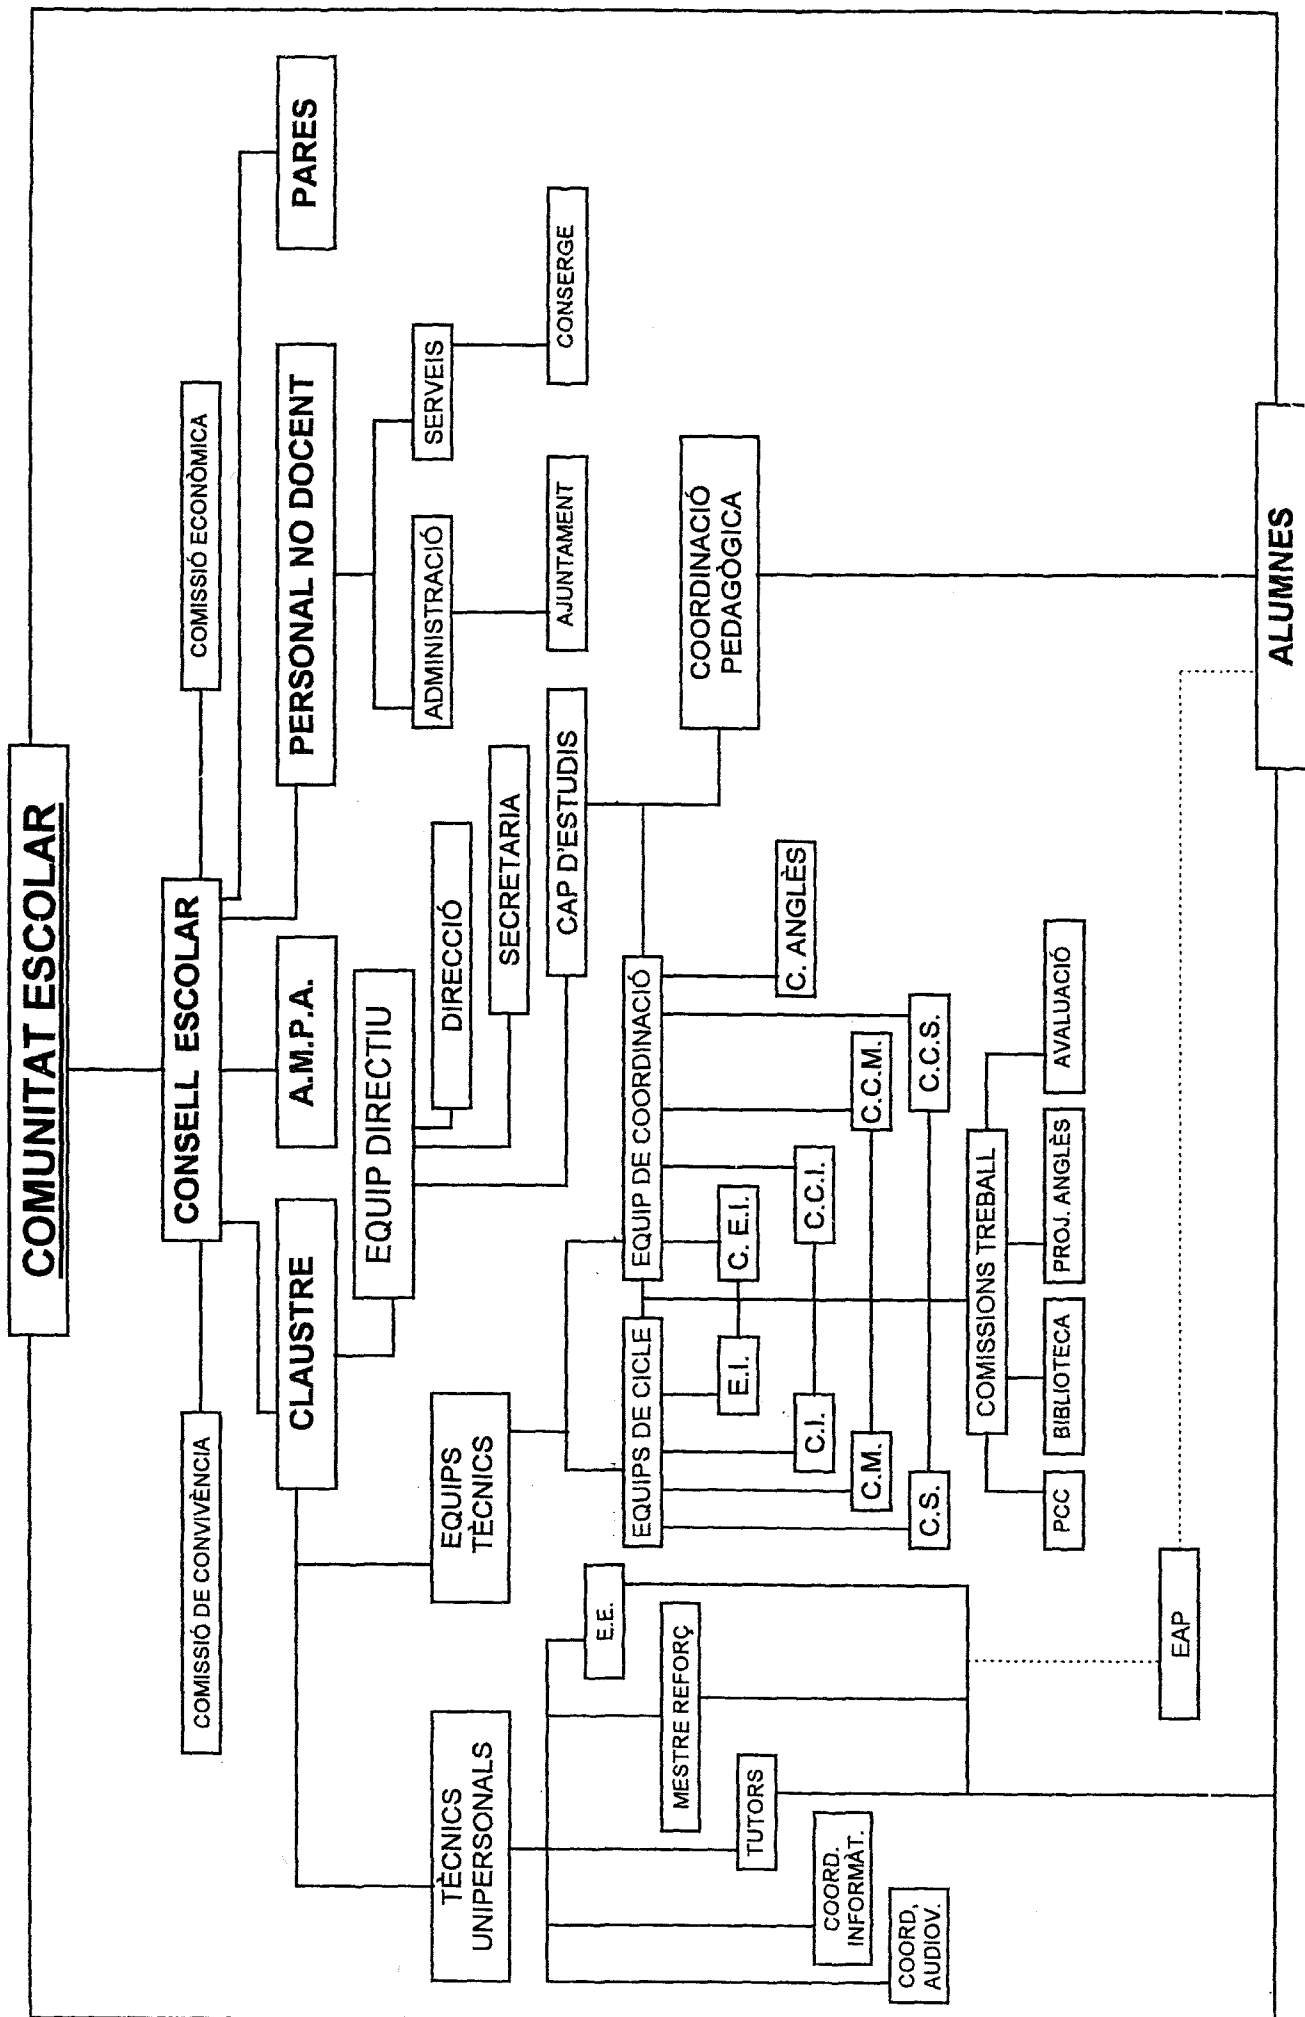 COMUNITAT ESCOLAR
COMISSIÓ DE CONVIVÈNCIA
CONSELL ESCOLAR
COMISSIÓ ECONÒMICA
CLAUSTRE
A.M.P.A.
PERSONAL NO DOCENT
PARES
EQUIP DIRECTIU
TÈCNICS
UNIPERSONALS
EQUIPS
TÈCNICS
DIRECCIÓ
ADMINISTRACIÓ
SERVEIS
SECRETARIA
CAP D'ESTUDIS
AJUNTAMENT
CONSERGE
E.E.
EQUIPS DE CICLE
EQUIP DE COORDINACIÓ
MESTRE REFORÇ
COORDINACIÓ
PEDAGÒGICA
TUTORS
E.I.
C. E.I.
C. ANGLÈS
COORD.
INFORMÀT.
C.I.
C.C.I.
C.M.
C.C.M.
COORD,
AUDIOV.
C.S.
C.C.S.
COMISSIONS TREBALL
PCC
BIBLIOTECA
PROJ. ANGLÈS
AVALUACIÓ
EAP
ALUMNES